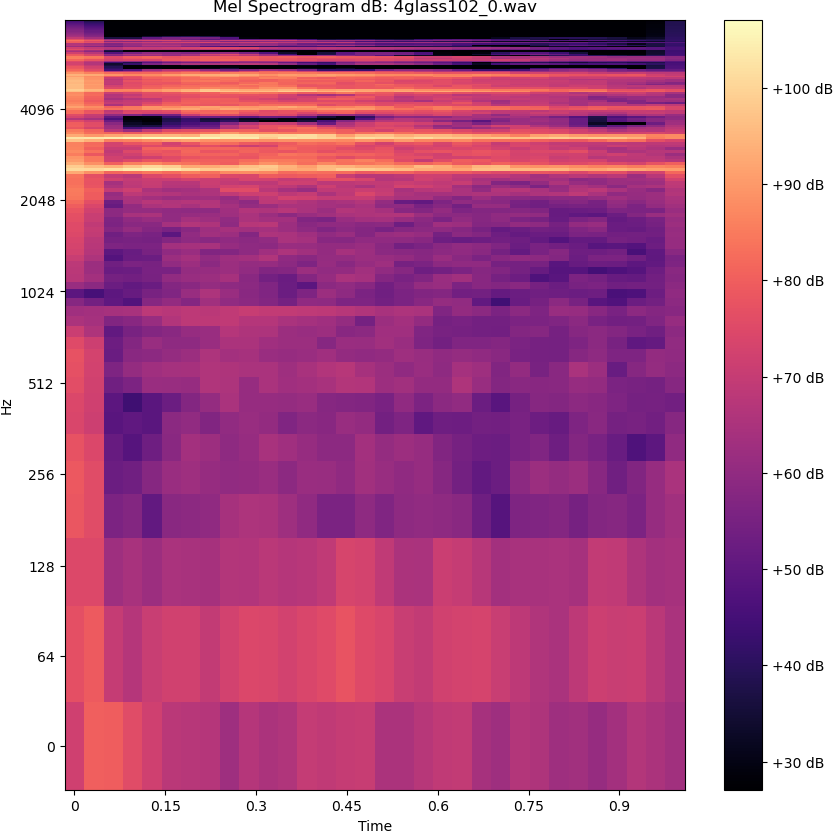 Mel Spectrogram dB: 4glass102_0.wav
4096
2048
1024
512
256
128
64
0
Hz
0 0.15 0.3 0.45 0.6 0.75 0.9
Time
+100 dB
+90 dB
+80 dB
+70 dB
+60 dB
+50 dB
+40 dB
+30 dB